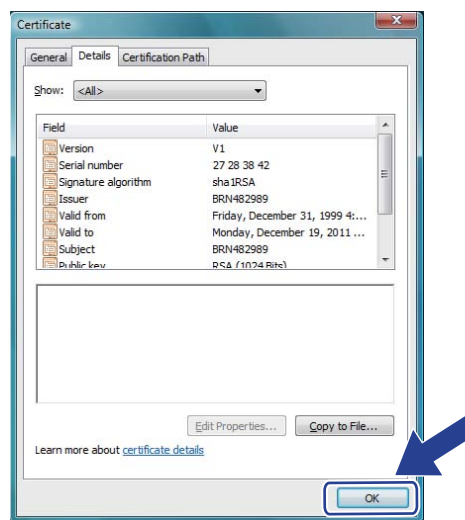 Certificate
General Details Certification Path
Show: <All>
Field Value
Version V1
Serial number 27 28 38 42
Signature algorithm sha1RSA
Issuer BRN482989
Valid from Friday, December 31, 1999 4:...
Valid to Monday, December 19, 2011 ...
Subject BRN482989
Public key RSA (1024 Bits)
Edit Properties... Copy to File...
Learn more about certificate details
OK